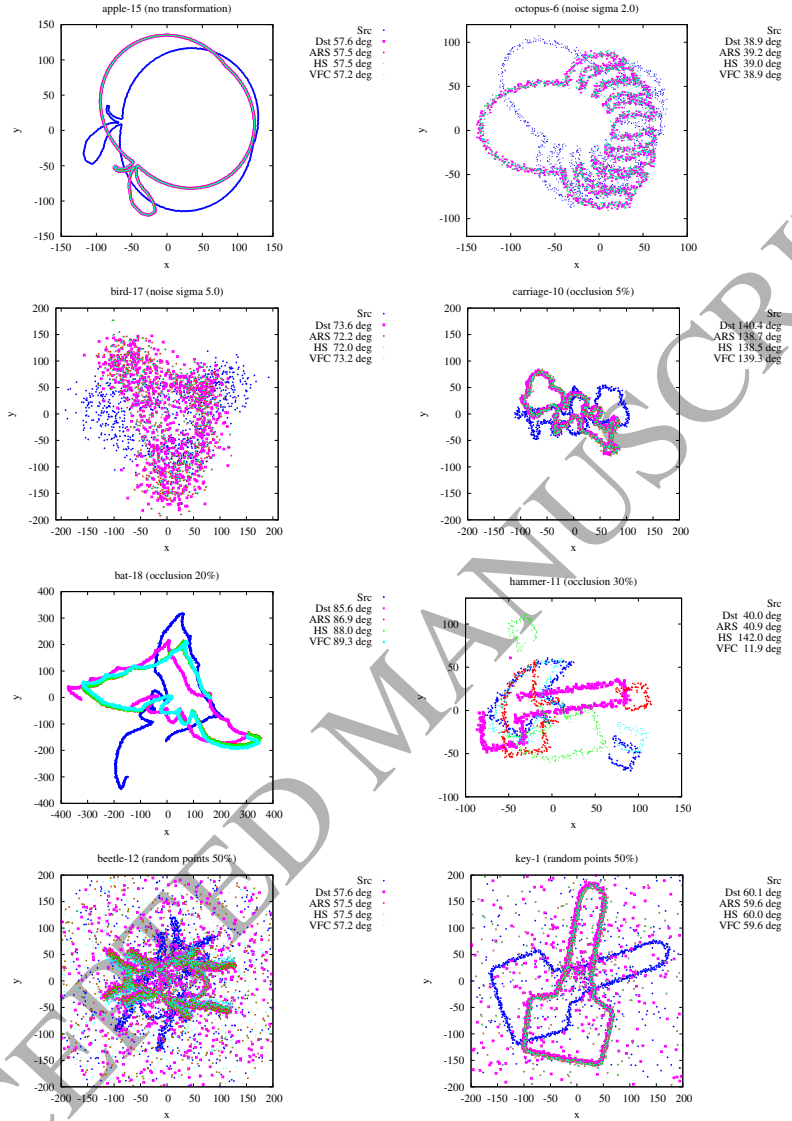 apple-15 (no transformation)
Src
Dst 57.6 deg
ARS 57.5 deg
HS 57.5 deg
VFC 57.2 deg
150
100
50
0
-50
-100
-150
y
-150 -100 -50 0 50 100 150
x
octopus-6 (noise sigma 2.0)
Src
Dst 38.9 deg
ARS 39.2 deg
HS 39.0 deg
VFC 38.9 deg
100
50
0
-50
-100
y
-150 -100 -50 0 50 100
x
bird-17 (noise sigma 5.0)
Src
Dst 73.6 deg
ARS 72.2 deg
HS 72.0 deg
VFC 73.2 deg
200
150
100
50
0
-50
-100
-150
-200
y
-200 -150 -100 -50 0 50 100 150 200
x
carriage-10 (occlusion 5%)
Src
Dst 140.4 deg
ARS 138.7 deg
HS 138.5 deg
VFC 139.3 deg
200
150
100
50
0
-50
-100
-150
-200
y
-200 -150 -100 -50 0 50 100 150 200
x
bat-18 (occlusion 20%)
Src
Dst 85.6 deg
ARS 86.9 deg
HS 88.0 deg
VFC 89.3 deg
400
300
200
100
0
-100
-200
-300
-400
y
-400 -300 -200 -100 0 100 200 300 400
x
hammer-11 (occlusion 30%)
Src
Dst 40.0 deg
ARS 40.9 deg
HS 142.0 deg
VFC 11.9 deg
100
50
0
-50
-100
y
-100 -50 0 50 100 150
x
beetle-12 (random points 50%)
Src
Dst 57.6 deg
ARS 57.5 deg
HS 57.5 deg
VFC 57.2 deg
200
150
100
50
0
-50
-100
-150
-200
y
-200 -150 -100 -50 0 50 100 150 200
x
key-1 (random points 50%)
Src
Dst 60.1 deg
ARS 59.6 deg
HS 60.0 deg
VFC 59.6 deg
200
150
100
50
0
-50
-100
-150
-200
y
-200 -150 -100 -50 0 50 100 150 200
x
MANUSCRI